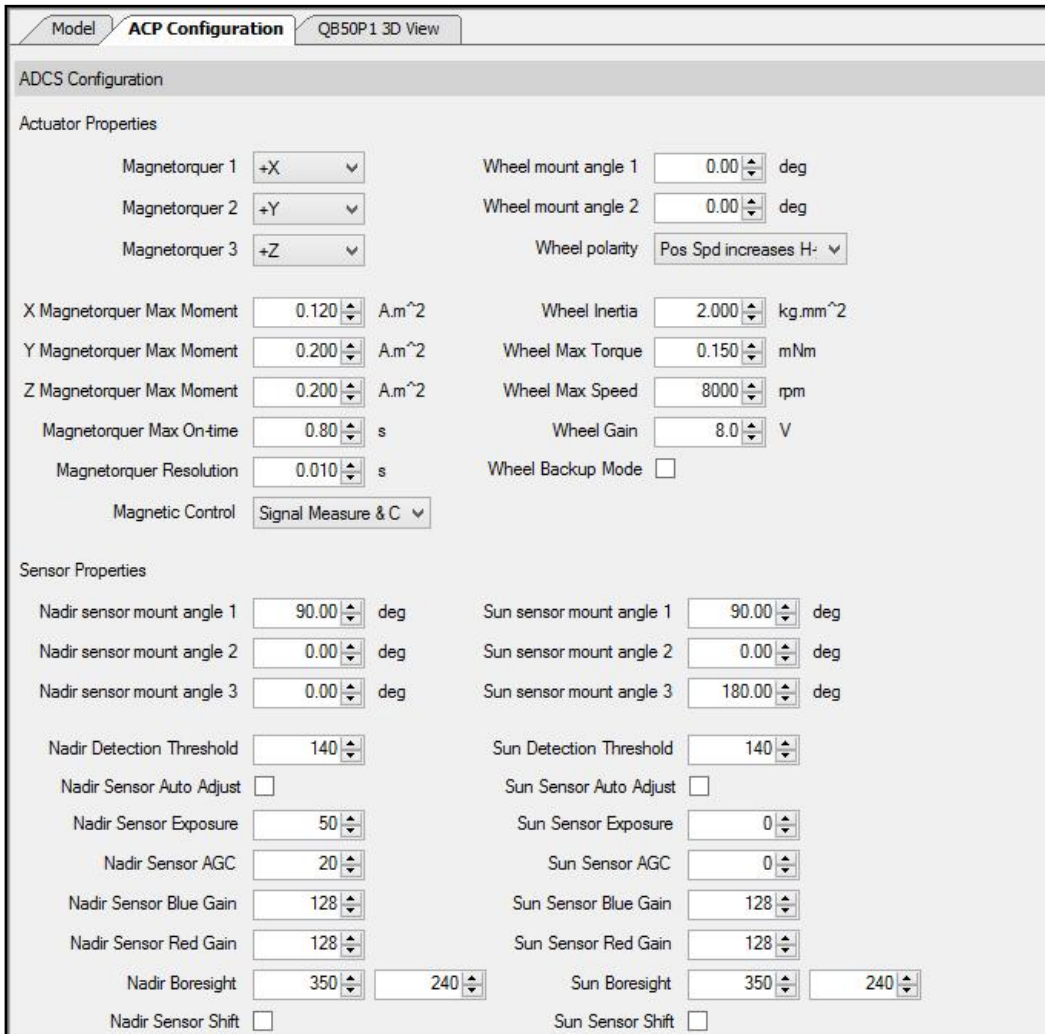 Model ACP Configuration QB50P1 3D View
ADCS Configuration
Actuator Properties
Magnetorquer 1 +X Wheel mount angle 1 0.00 deg
Magnetorquer 2 +Y Wheel mount angle 2 0.00 deg
Magnetorquer 3 +Z Wheel polarity Pos Spd increases H-
X Magnetorquer Max Moment 0.120 A.m^2 Wheel Inertia 2.000 kg.mm^2
Y Magnetorquer Max Moment 0.200 A.m^2 Wheel Max Torque 0.150 mNm
Z Magnetorquer Max Moment 0.200 A.m^2 Wheel Max Speed 8000 rpm
Magnetorquer Max On-time 0.80 s Wheel Gain 8.0 V
Magnetorquer Resolution 0.010 s Wheel Backup Mode
Magnetic Control Signal Measure & C
Sensor Properties
Nadir sensor mount angle 1 90.00 deg Sun sensor mount angle 1 90.00 deg
Nadir sensor mount angle 2 0.00 deg Sun sensor mount angle 2 0.00 deg
Nadir sensor mount angle 3 0.00 deg Sun sensor mount angle 3 180.00 deg
Nadir Detection Threshold 140 Sun Detection Threshold 140
Nadir Sensor Auto Adjust Sun Sensor Auto Adjust
Nadir Sensor Exposure 50 Sun Sensor Exposure 0
Nadir Sensor AGC 20 Sun Sensor AGC 0
Nadir Sensor Blue Gain 128 Sun Sensor Blue Gain 128
Nadir Sensor Red Gain 128 Sun Sensor Red Gain 128
Nadir Boresight 350 240 Sun Boresight 350 240
Nadir Sensor Shift Sun Sensor Shift